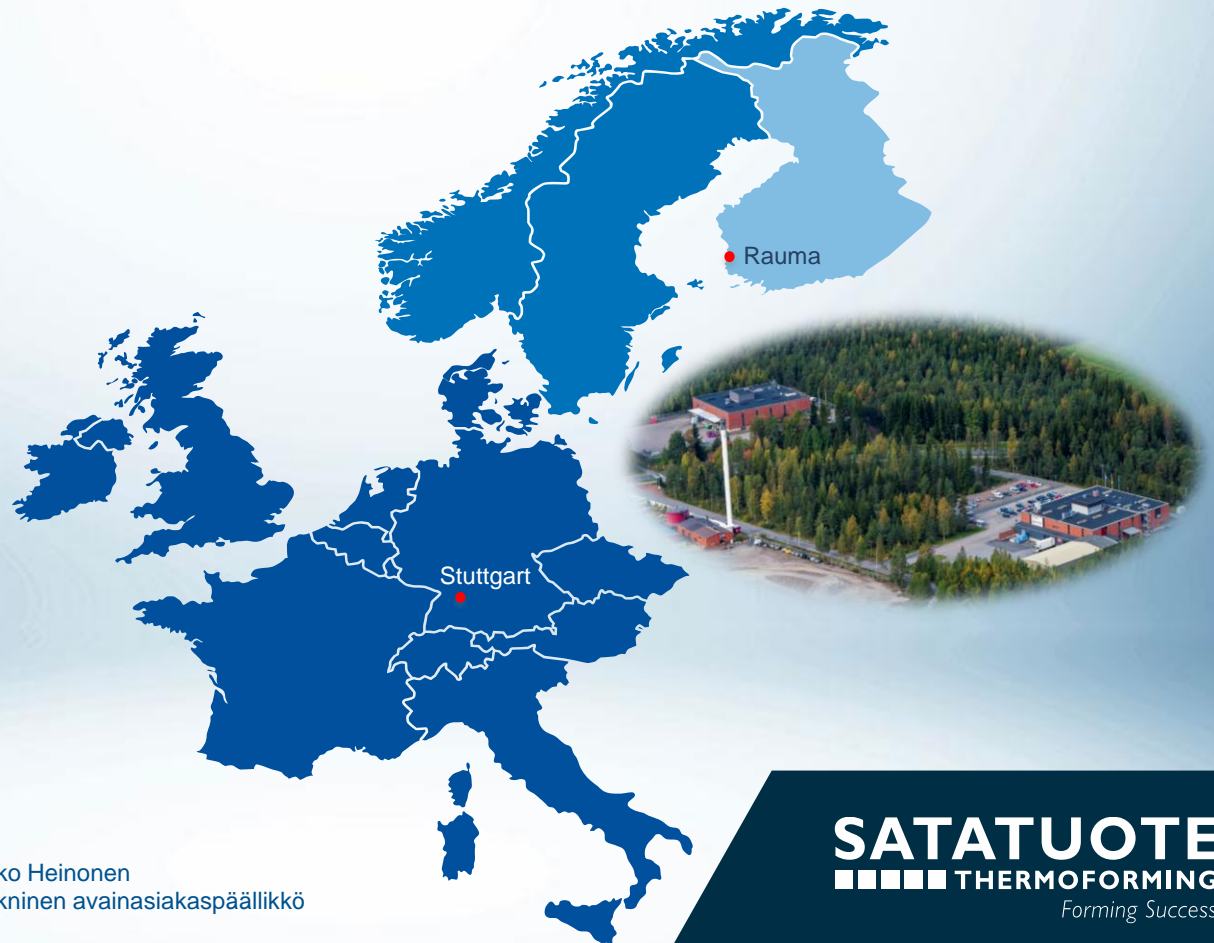 Rauma
Stuttgart
ko Heinonen
kninen avainasiakaspäällikkö
SATATUOTE
THERMOFORMING
Forming Success